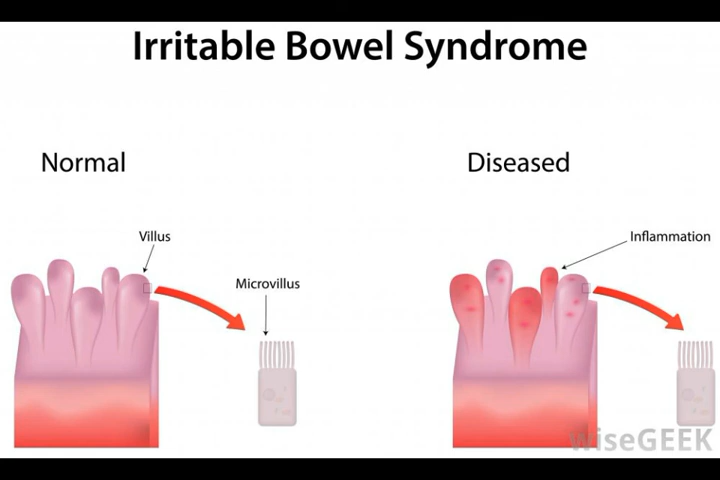 Irritable Bowel Syndrome
Normal
Diseased
Villus
Inflammation
Microvillus
wiseGEEK